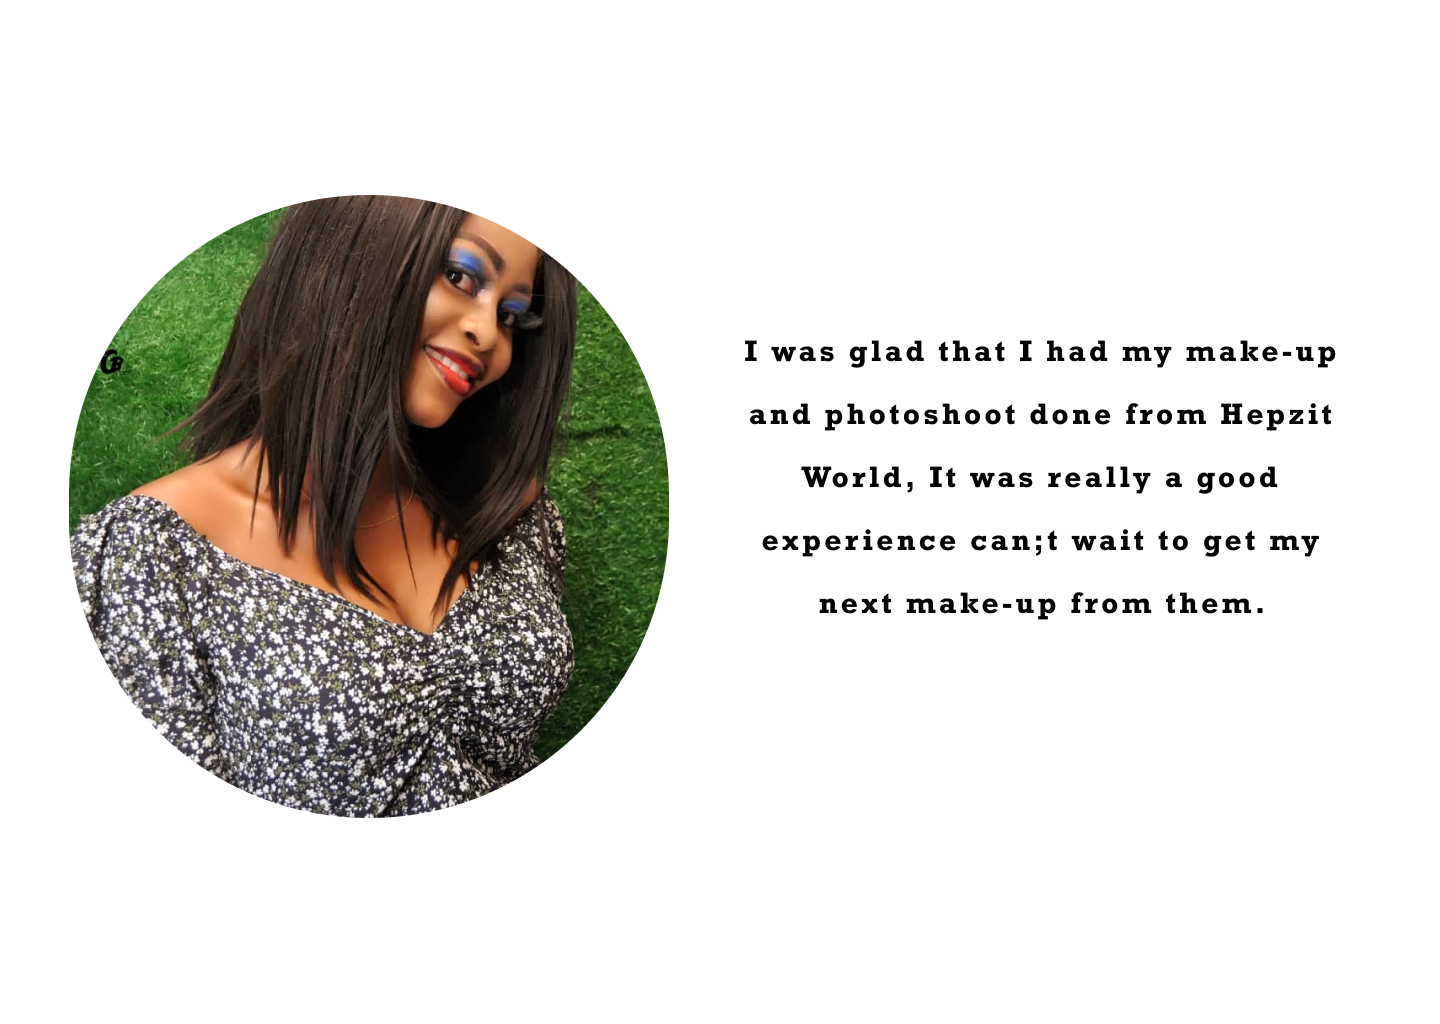 I was glad that I had my make-up
and photoshoot done from Hepzit
World, It was really a good
experience can;t wait to get my
next make-up from them.